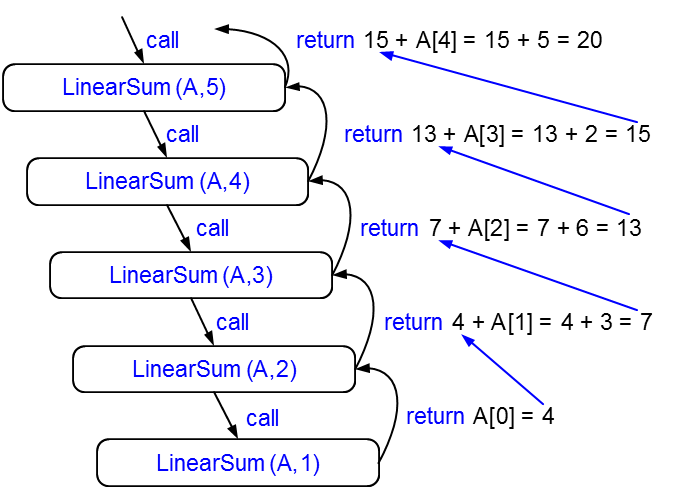 call
return 15 + A[4] = 15 + 5 = 20
LinearSum (A,5)
call
return 13 + A[3] = 13 + 2 = 15
LinearSum (A,4)
call
return 7 + A[2] = 7 + 6 = 13
LinearSum (A,3)
call
return 4 + A[1] = 4 + 3 = 7
LinearSum (A,2)
call
return A[0] = 4
LinearSum (A,1)